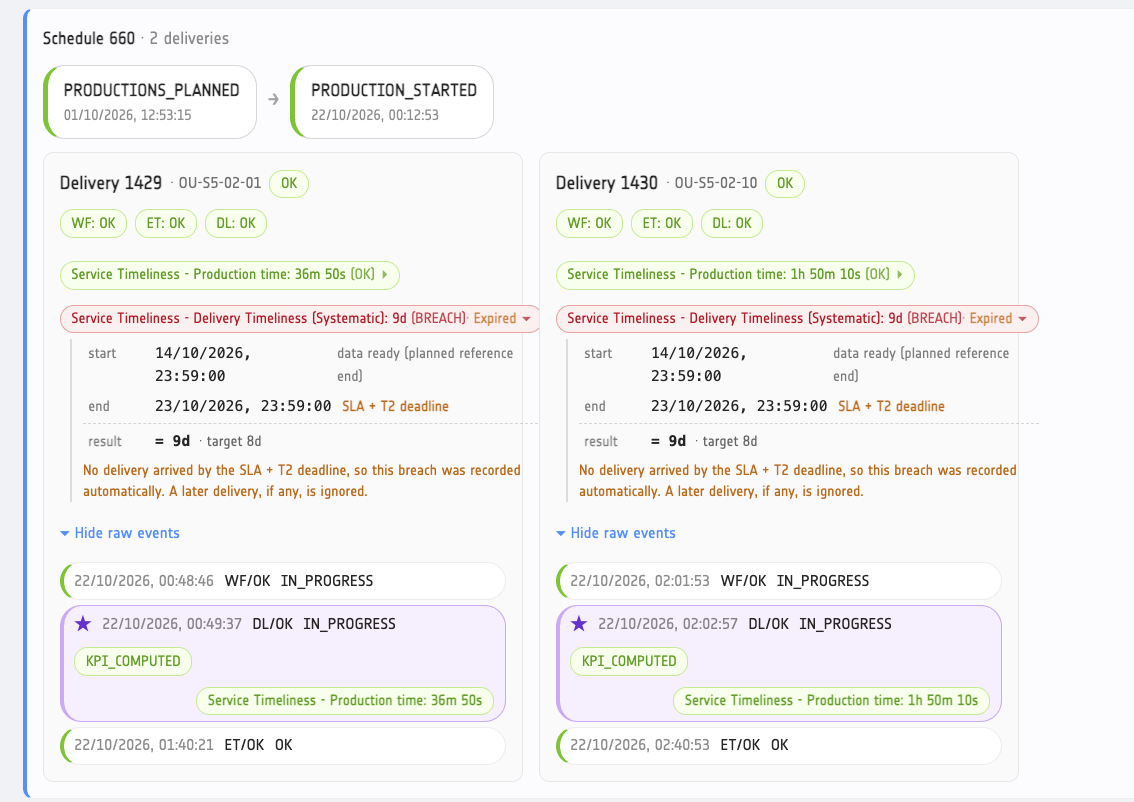 Schedule 660 · 2 deliveries
PRODUCTIONS_PLANNED
01/10/2026, 12:53:15
→
PRODUCTION_STARTED
22/10/2026, 00:12:53
Delivery 1429 · OU-S5-02-01 OK
WF: OK ET: OK DL: OK
Service Timeliness - Production time: 36m 50s (OK)
Service Timeliness - Delivery Timeliness (Systematic): 9d (BREACH)· Expired
start 14/10/2026, data ready (planned reference
23:59:00 end)
end 23/10/2026, 23:59:00 SLA + T2 deadline
result = 9d · target 8d
No delivery arrived by the SLA + T2 deadline, so this breach was recorded
automatically. A later delivery, if any, is ignored.
Hide raw events
22/10/2026, 00:48:46 WF/OK IN_PROGRESS
★ 22/10/2026, 00:49:37 DL/OK IN_PROGRESS
KPI_COMPUTED
Service Timeliness - Production time: 36m 50s
22/10/2026, 01:40:21 ET/OK OK
Delivery 1430 · OU-S5-02-10 OK
WF: OK ET: OK DL: OK
Service Timeliness - Production time: 1h 50m 10s (OK)
Service Timeliness - Delivery Timeliness (Systematic): 9d (BREACH)· Expired
start 14/10/2026, data ready (planned reference
23:59:00 end)
end 23/10/2026, 23:59:00 SLA + T2 deadline
result = 9d · target 8d
No delivery arrived by the SLA + T2 deadline, so this breach was recorded
automatically. A later delivery, if any, is ignored.
Hide raw events
22/10/2026, 02:01:53 WF/OK IN_PROGRESS
★ 22/10/2026, 02:02:57 DL/OK IN_PROGRESS
KPI_COMPUTED
Service Timeliness - Production time: 1h 50m 10s
22/10/2026, 02:40:53 ET/OK OK